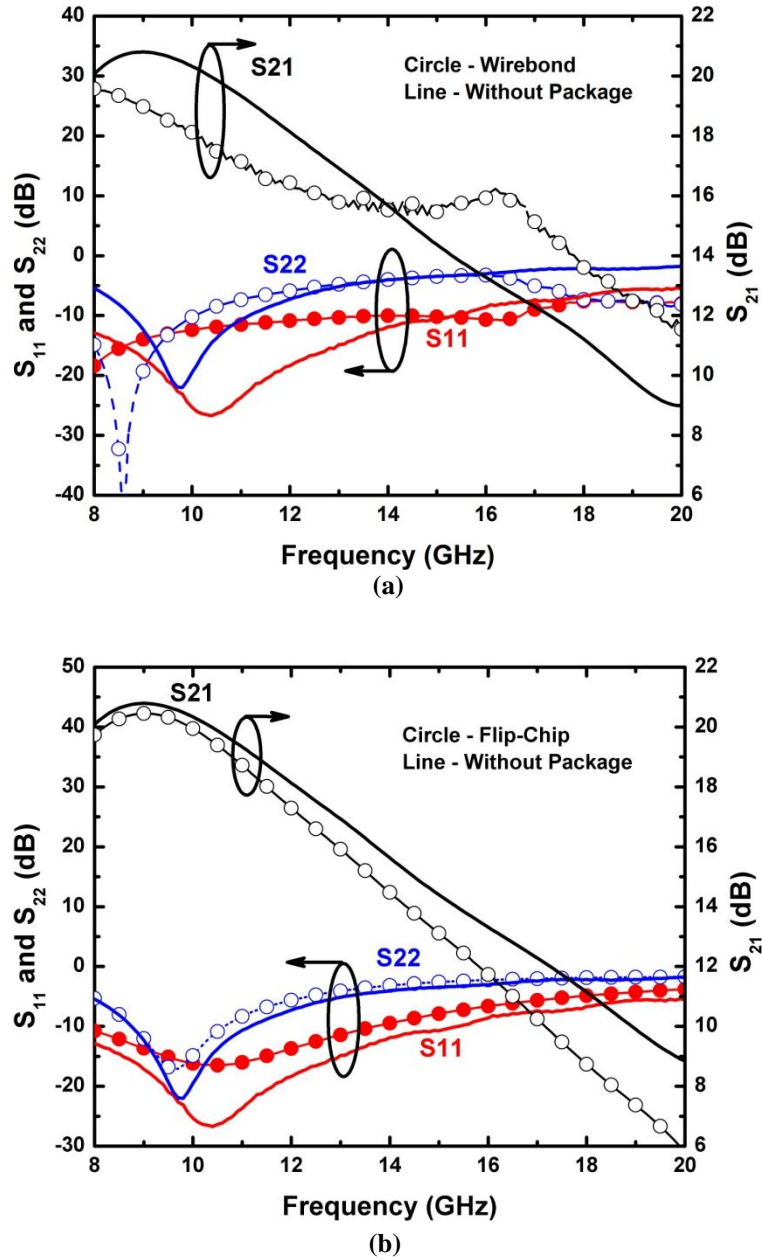 40
30
20
10
0
-10
-20
-30
-40
S11 and S22 (dB)
S21
Circle - Wirebond
Line - Without Package
S22
S11
22
20
18
16
14
12
10
8
6
S21 (dB)
8 10 12 14 16 18 20
Frequency (GHz)
(a)
50
40
30
20
10
0
-10
-20
-30
S11 and S22 (dB)
S21
Circle - Flip-Chip
Line - Without Package
S22
S11
22
20
18
16
14
12
10
8
6
S21 (dB)
8 10 12 14 16 18 20
Frequency (GHz)
(b)